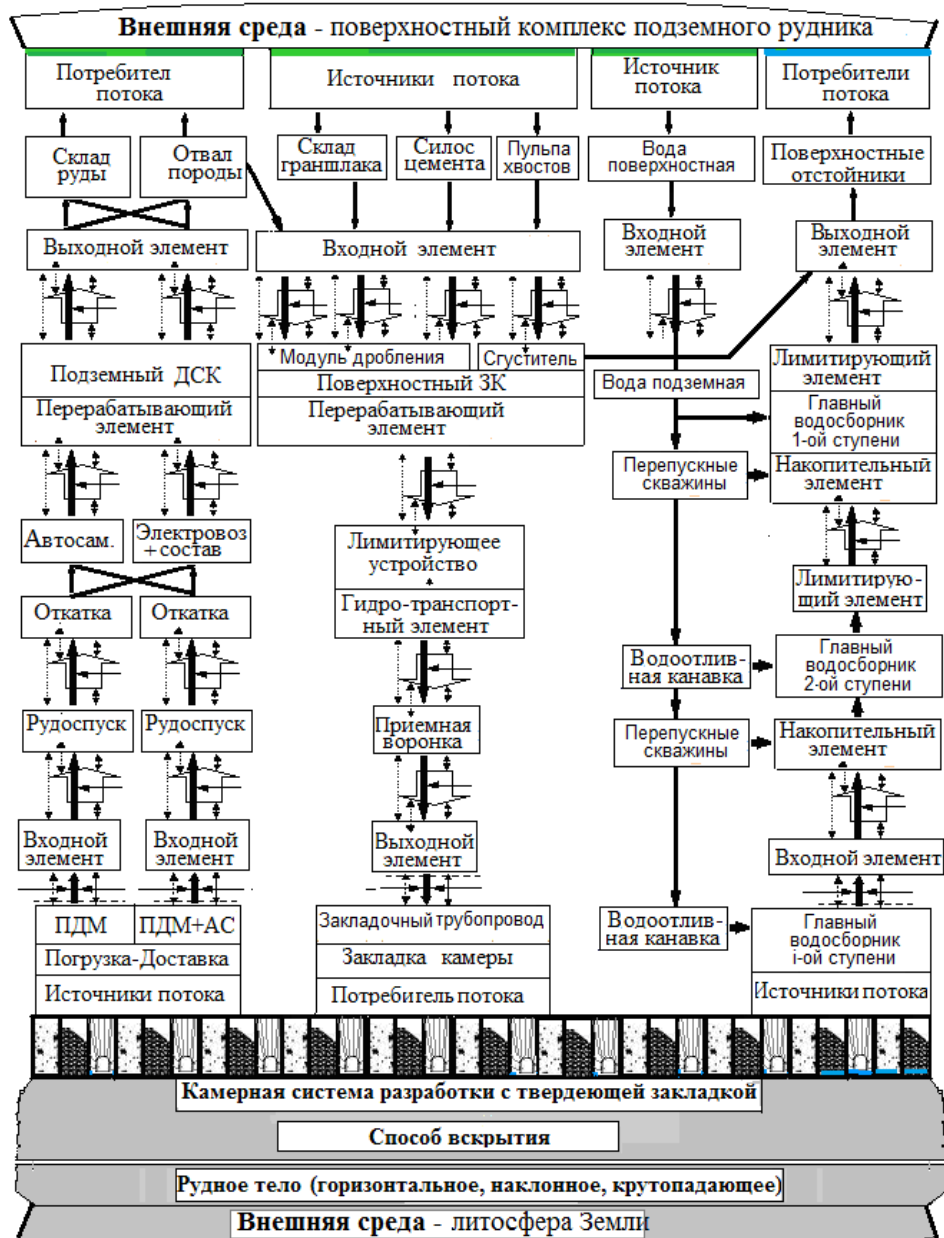 Внешняя среда - поверхностный комплекс подземного рудника
Потребител
потока
Источники потока
Источник
потока
Потребители
потока
Склад
руды
Отвал
породы
Склад
граншлака
Силос
цемента
Пульпа
хвостов
Вода
поверхностная
Поверхностные
отстойники
Выходной элемент
Входной элемент
Входной
элемент
Выходной
элемент
Подземный ДСК
Перерабатывающий
элемент
Модуль дробления
Сгуститель
Поверхностный ЗК
Перерабатывающий
элемент
Вода подземная
Лимитирующий
элемент
Главный
водосборник
1-ой ступени
Накопительный
элемент
Перепускные
скважины
Автосам.
Электровоз
+ состав
Лимитирующее
устройство
Гидро-транспорт-
ный элемент
Лимитирую-
щий элемент
Откатка
Откатка
Водоотлив-
ная канавка
Главный
водосборник
2-ой ступени
Рудоспуск
Рудоспуск
Приемная
воронка
Перепускные
скважины
Накопительный
элемент
Входной
элемент
Входной
элемент
Выходной
элемент
Входной элемент
ПДМ
ПДМ+АС
Погрузка-Доставка
Источники потока
Закладочный трубопровод
Закладка камеры
Потребигель потока
Водоотлив-
ная канавка
Главный
водосборник
i-ой ступени
Источники потока
Камерная система разработки с твердеющей закладкой
Способ вскрытия
Рудное тело (горизонтальное, наклонное, крутопадающее)
Внешняя среда - литосфера Земли